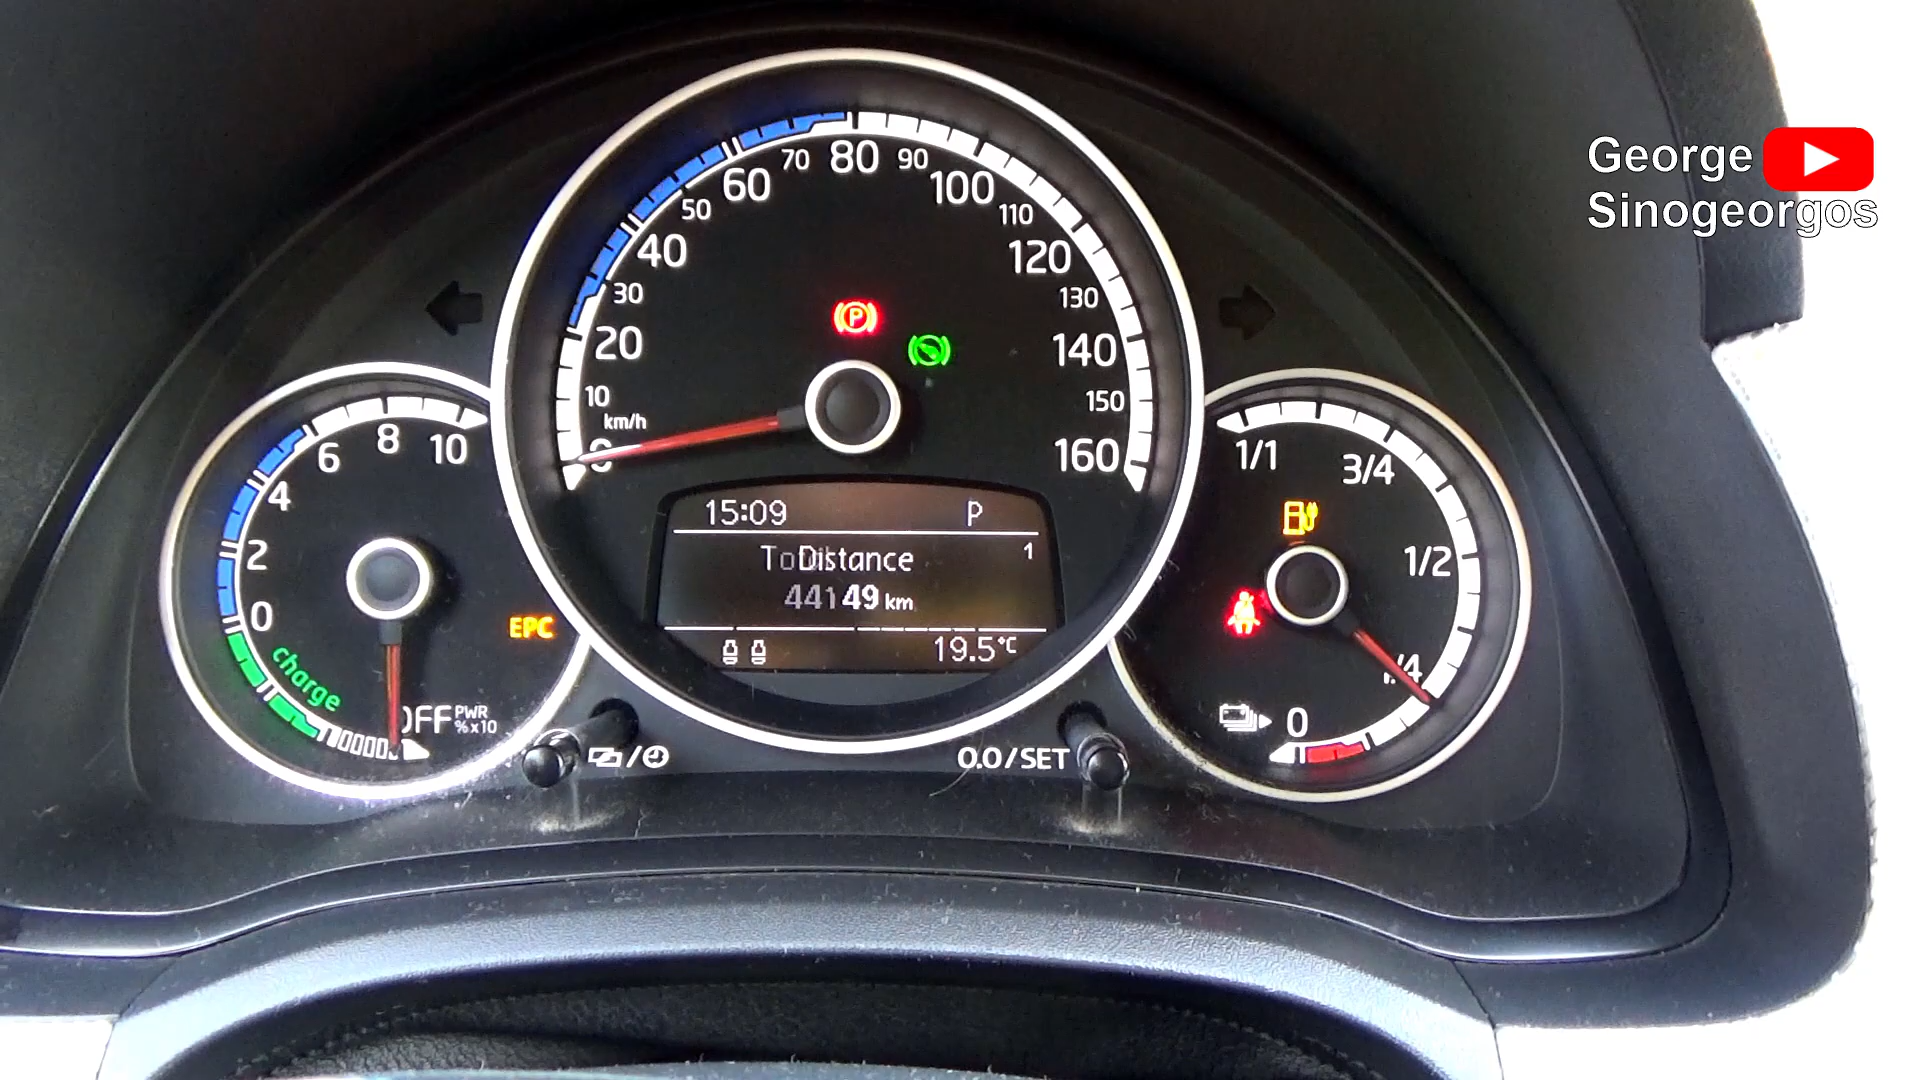 George
Sinogeorgos
0
10
20
30
40
50
60
70
80
90
100
110
120
130
140
150
160
km/h
P
15:09
P
Distance
1
km
19.5°C
0
2
4
6
8
10
charge
PWR
%x10
EPC
1/1
3/4
1/2
0
0.0/SET